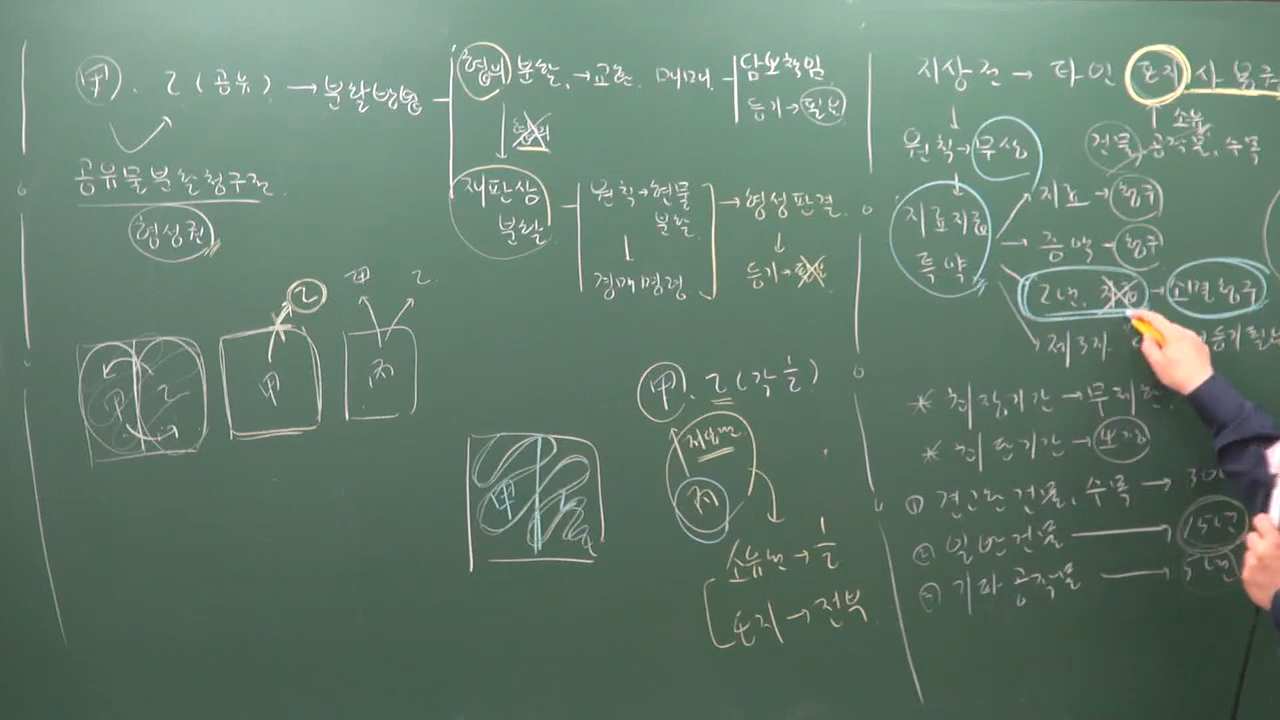 甲. 乙(공유) → 분할방법
공유물분할청구권
형성권
협의 분할. → 교환. 매매.
담보책임
등기 → 필요
협의
재판상
분할
원칙 → 현물
분할
↓
경매명령
→ 형성판결.
↓
등기 → 필요
乙
甲 乙
甲 乙
甲
丙
甲
甲. 乙(각 1/2)
저당권
丙
소유권 → 1/2
토지 → 전부
지상권 → 타인 토지 사용
소유
건물. 공작물. 수목
원칙 → 무상
지료지급
특약
지료 → 청구
증액 → 청구
2년. → 소멸청구
제3자
* 최장기간 → 무제한.
* 최단기간 → 보장
① 견고한 건물. 수목 → 30
② 일반건물 → 15년
③ 기타 공작물 → 5년